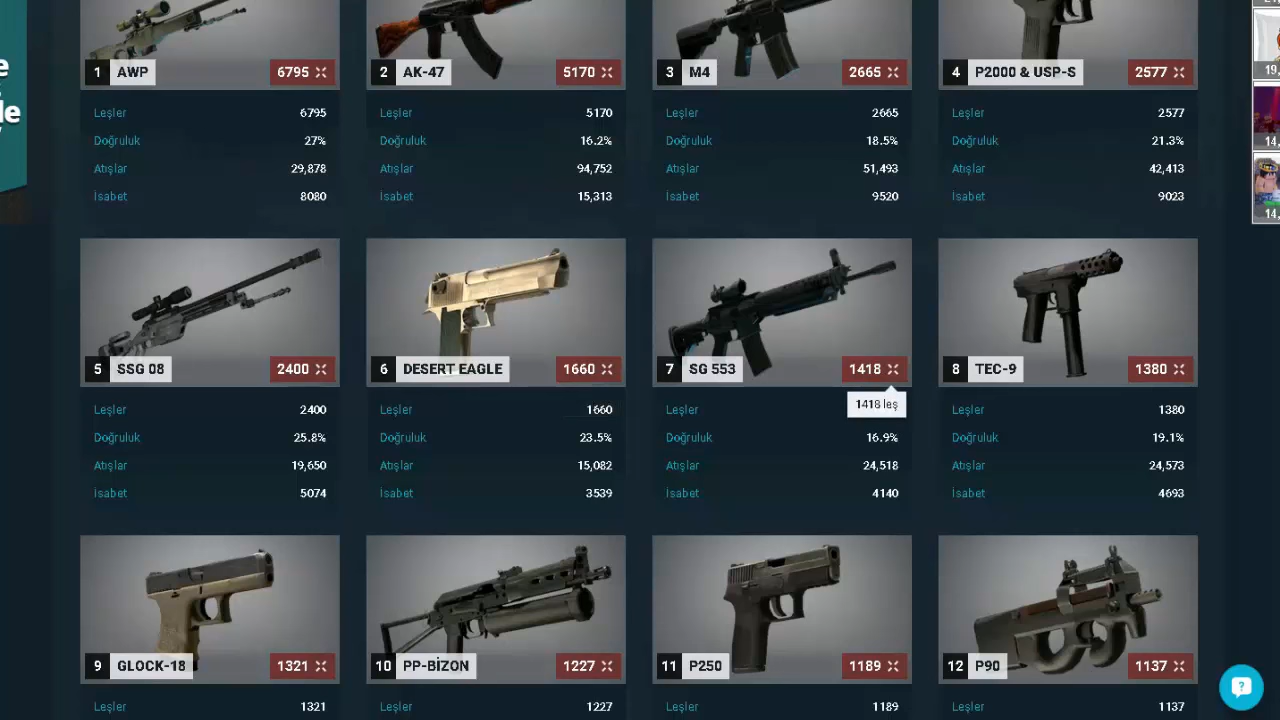 1 AWP 6795
2 AK-47 5170
3 M4 2665
4 P2000 & USP-S 2577
Leşler 6795
Doğruluk 27%
Atışlar 29,878
İsabet 8080
Leşler 5170
Doğruluk 16.2%
Atışlar 94,752
İsabet 15,313
Leşler 2665
Doğruluk 18.5%
Atışlar 51,493
İsabet 9520
Leşler 2577
Doğruluk 21.3%
Atışlar 42,413
İsabet 9023
5 SSG 08 2400
6 DESERT EAGLE 1660
7 SG 553 1418
8 TEC-9 1380
Leşler 2400
Doğruluk 25.8%
Atışlar 19,650
İsabet 5074
Leşler 1660
Doğruluk 23.5%
Atışlar 15,082
İsabet 3539
1418 leş
Leşler
Doğruluk 16.9%
Atışlar 24,518
İsabet 4140
Leşler 1380
Doğruluk 19.1%
Atışlar 24,573
İsabet 4693
9 GLOCK-18 1321
10 PP-BİZON 1227
11 P250 1189
12 P90 1137
Leşler 1321
Leşler 1227
Leşler 1189
Leşler 1137